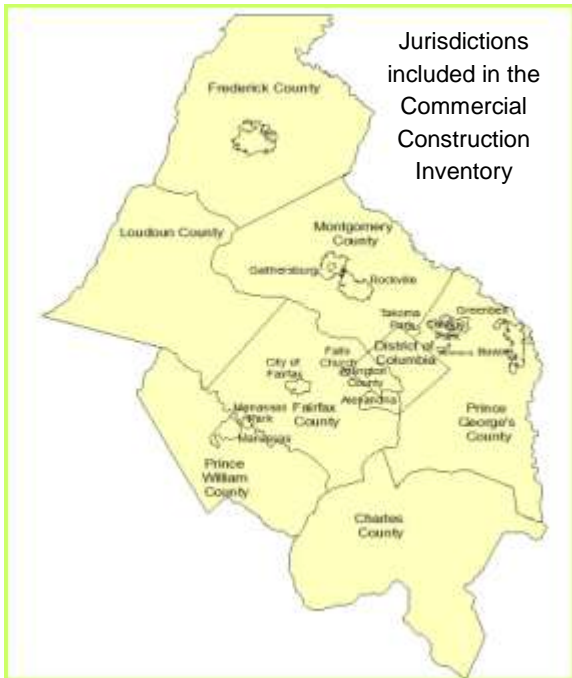 Jurisdictions
included in the
Commercial
Construction
Inventory
Frederick County
Loudoun County
Montgomery
County
Gaithersburg
Rockville
Takoma
Park
Greenbelt
College
Park
District of
Columbia
Bowie
Falls
Church
City of
Fairfax
Arlington
County
Alexandria
Fairfax
County
Manassas
Park
Manassas
Prince
George's
County
Prince
William
County
Charles
County